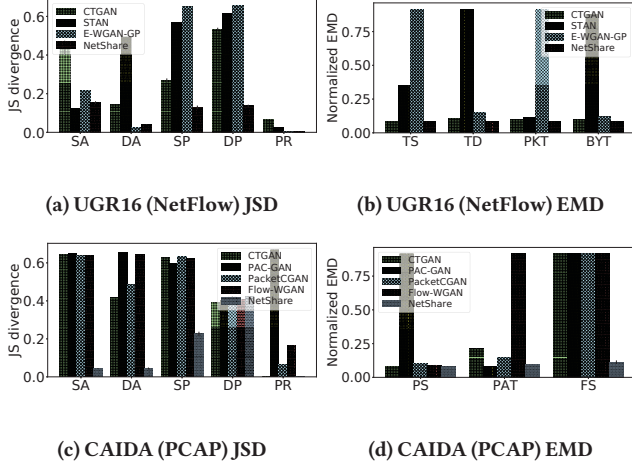 JS divergence
0.6
0.4
0.2
0.0
CTGAN
STAN
E-WGAN-GP
NetShare
SA DA SP DP PR
(a) UGR16 (NetFlow) JSD
Normalized EMD
0.75
0.50
0.25
0.00
CTGAN
STAN
E-WGAN-GP
NetShare
TS TD PKT BYT
(b) UGR16 (NetFlow) EMD
JS divergence
0.6
0.4
0.2
0.0
CTGAN
PAC-GAN
PacketCGAN
Flow-WGAN
NetShare
SA DA SP DP PR
(c) CAIDA (PCAP) JSD
Normalized EMD
0.75
0.50
0.25
0.00
CTGAN
PAC-GAN
PacketCGAN
Flow-WGAN
NetShare
PS PAT FS
(d) CAIDA (PCAP) EMD